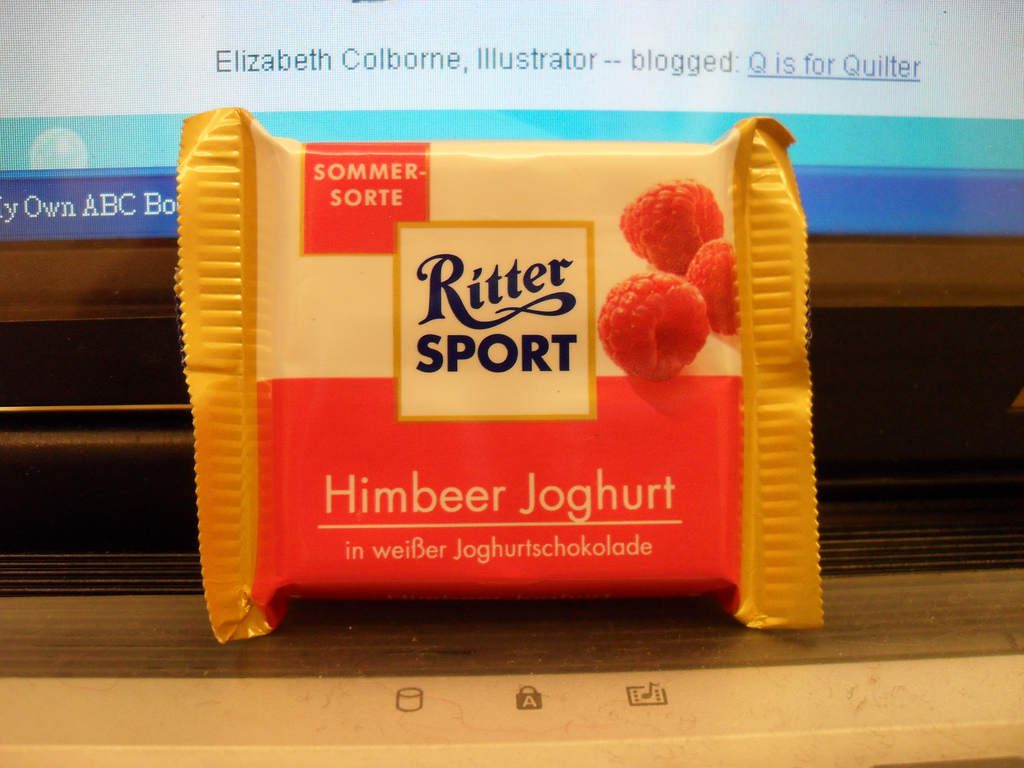 Elizabeth Colborne, Illustrator -- blogged: Q is for Quilter
My Own ABC Bo
SOMMER-
SORTE
Ritter
SPORT
Himbeer Joghurt
in weißer Joghurtschokolade
A